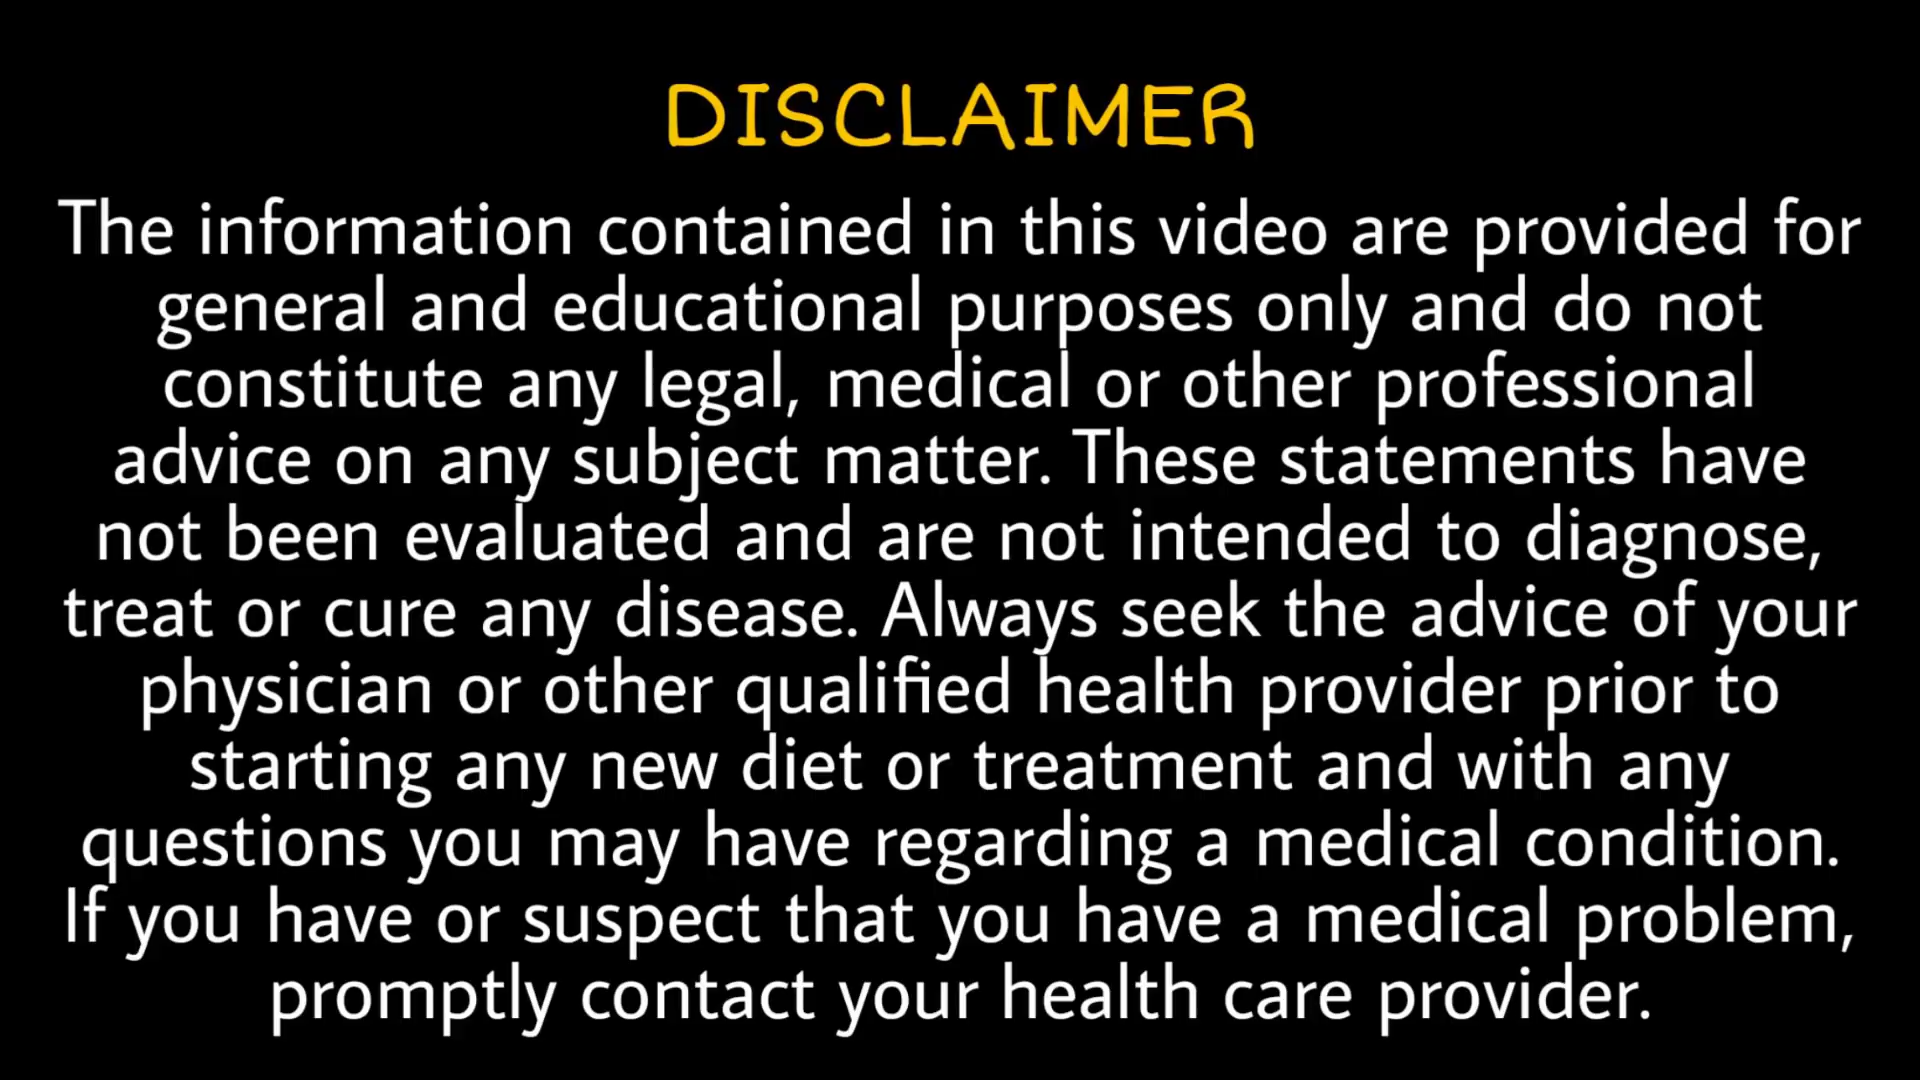 DISCLAIMER
The information contained in this video are provided for
general and educational purposes only and do not
constitute any legal, medical or other professional
advice on any subject matter. These statements have
not been evaluated and are not intended to diagnose,
treat or cure any disease. Always seek the advice of your
physician or other qualified health provider prior to
starting any new diet or treatment and with any
questions you may have regarding a medical condition.
If you have or suspect that you have a medical problem,
promptly contact your health care provider.